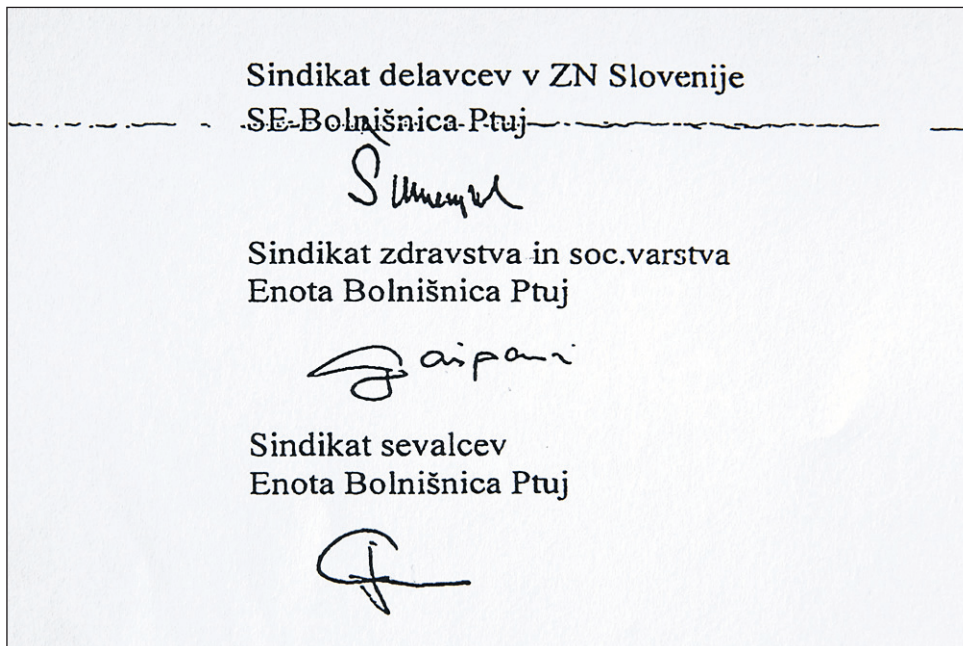 Sindikat delavcev v ZN Slovenije
SE-Bolnišnica Ptuj
Sindikat zdravstva in soc.varstva
Enota Bolnišnica Ptuj
Sindikat sevalcev
Enota Bolnišnica Ptuj